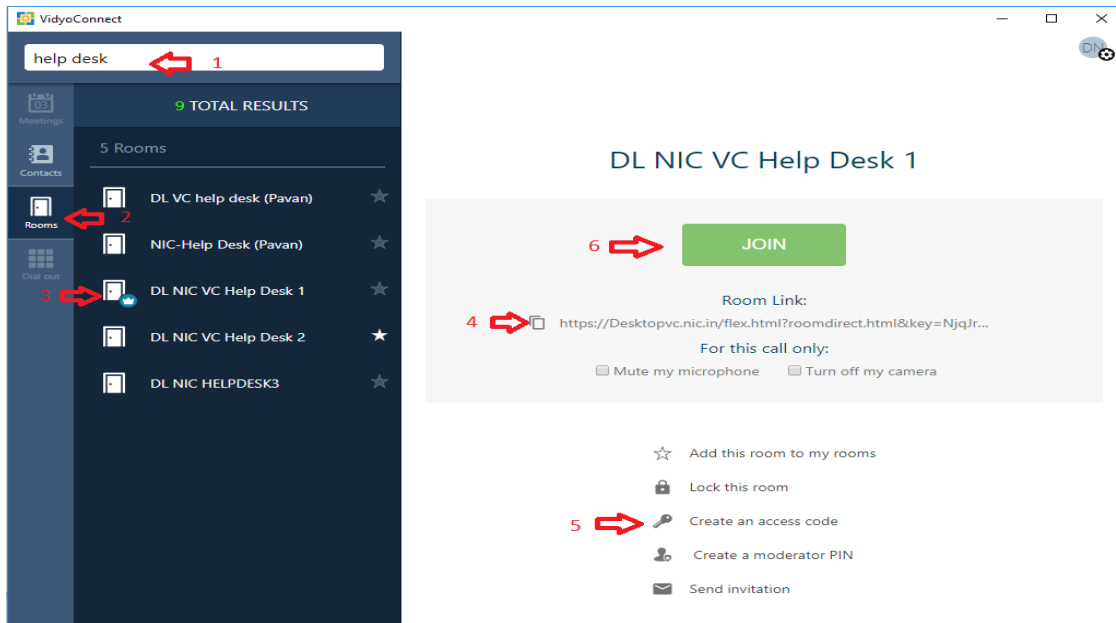 VidyoConnect
DN
help desk
1
03
Meetings
9 TOTAL RESULTS
5 Rooms
Contacts
DL NIC VC Help Desk 1
DL VC help desk (Pavan)
Rooms
2
NIC-Help Desk (Pavan)
6
JOIN
Dial out
3
DL NIC VC Help Desk 1
Room Link:
4
https://Desktopvc.nic.in/flex.html?roomdirect.html&key=NjqJr...
DL NIC VC Help Desk 2
For this call only:
Mute my microphone
Turn off my camera
DL NIC HELPDESK3
Add this room to my rooms
Lock this room
5
Create an access code
Create a moderator PIN
Send invitation